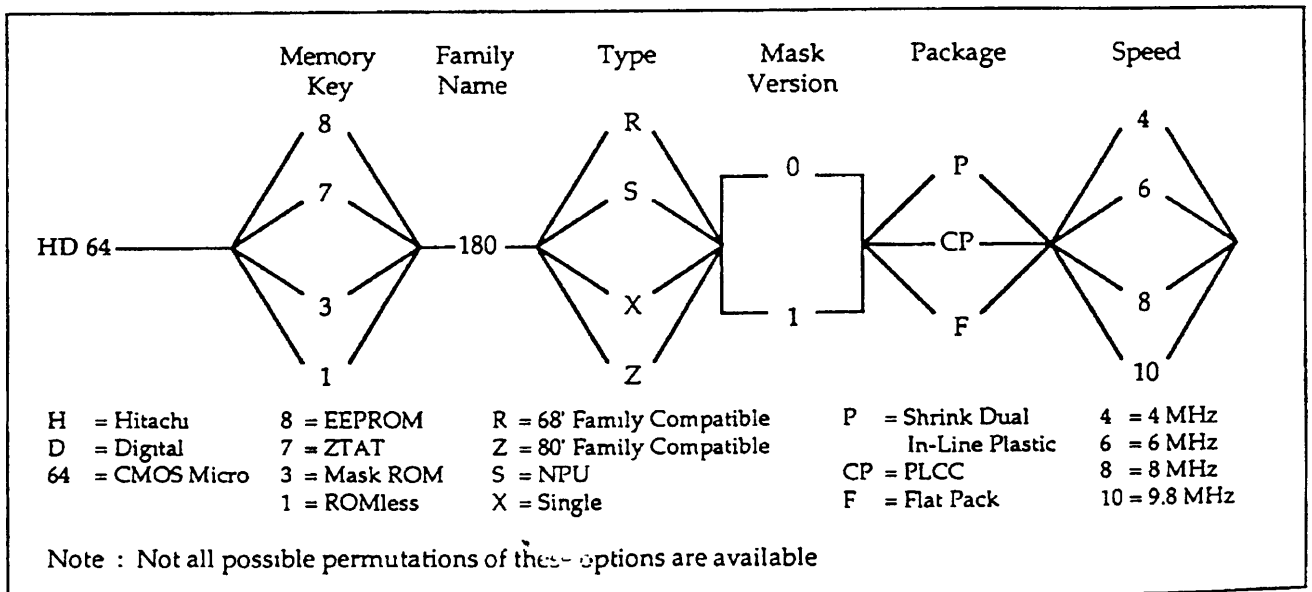 Memory Key
Family Name
Type
Mask Version
Package
Speed
HD 64
8
7
3
1
180
R
S
X
Z
0
1
P
CP
F
4
6
8
10
H = Hitachi
D = Digital
64 = CMOS Micro
8 = EEPROM
7 = ZTAT
3 = Mask ROM
1 = ROMless
R = 68' Family Compatible
Z = 80' Family Compatible
S = NPU
X = Single
P = Shrink Dual
In-Line Plastic
CP = PLCC
F = Flat Pack
4 = 4 MHz
6 = 6 MHz
8 = 8 MHz
10 = 9.8 MHz
Note : Not all possible permutations of these options are available